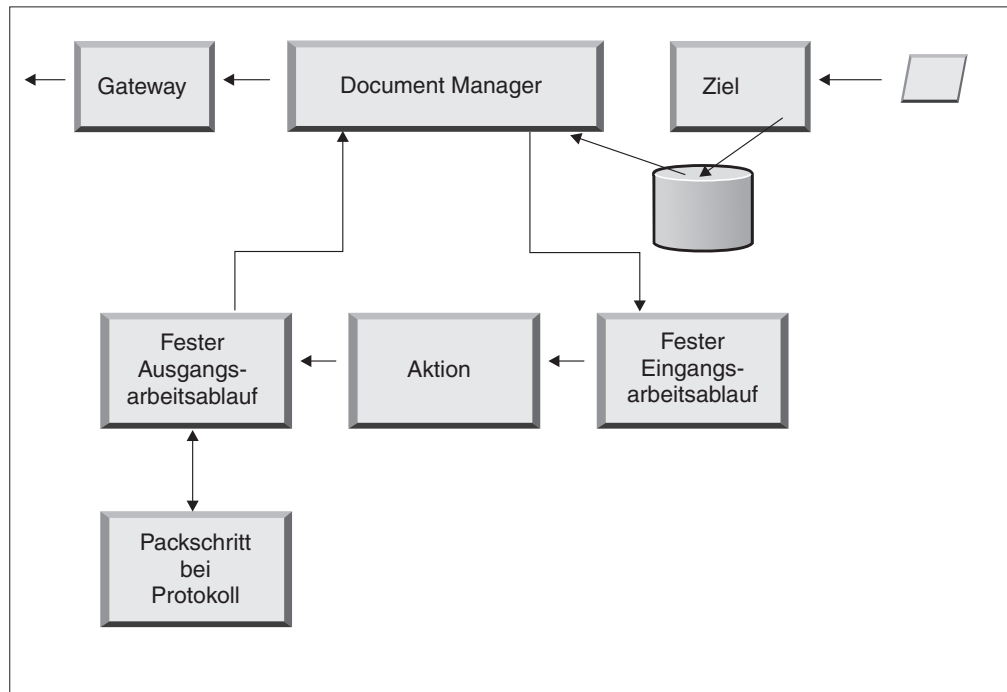 Gateway
Document Manager
Ziel
Fester
Ausgangs-
arbeitsablauf
Aktion
Fester
Eingangs-
arbeitsablauf
Packschritt
bei
Protokoll